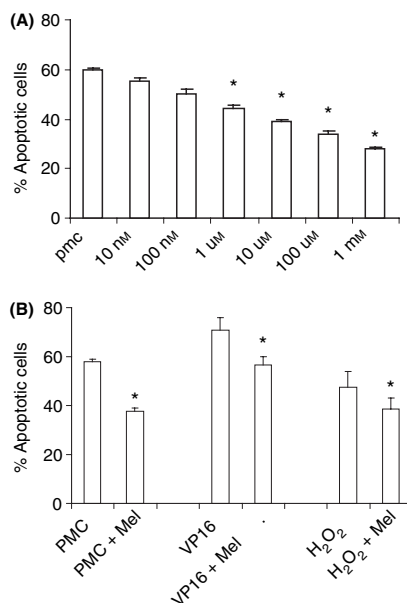 (A)
% Apoptotic cells
80
60
40
20
0
* * * *
pmc 10 nM 100 nM 1 uM 10 uM 100 uM 1 mM
(B)
% Apoptotic cells
80
60
40
20
0
* * *
PMC PMC + Mel VP16 VP16 + Mel . H₂O₂ H₂O₂ + Mel